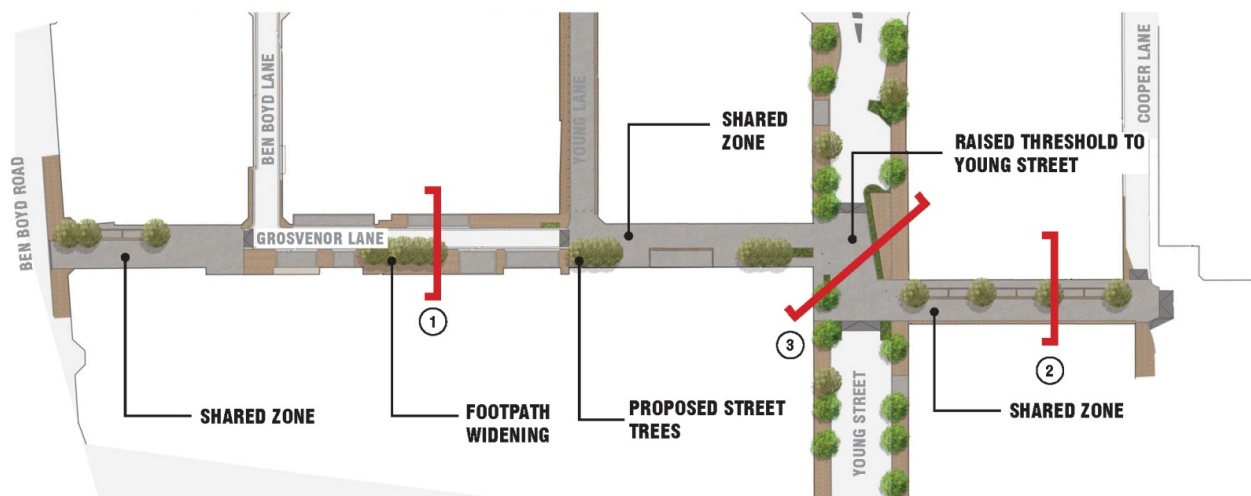 BEN BOYD ROAD
BEN BOYD LANE
YOUNG LANE
COOPER LANE
SHARED
ZONE
RAISED THRESHOLD TO
YOUNG STREET
GROSVENOR LANE
1
3
2
SHARED ZONE
FOOTPATH
WIDENING
PROPOSED STREET
TREES
YOUNG STREET
SHARED ZONE